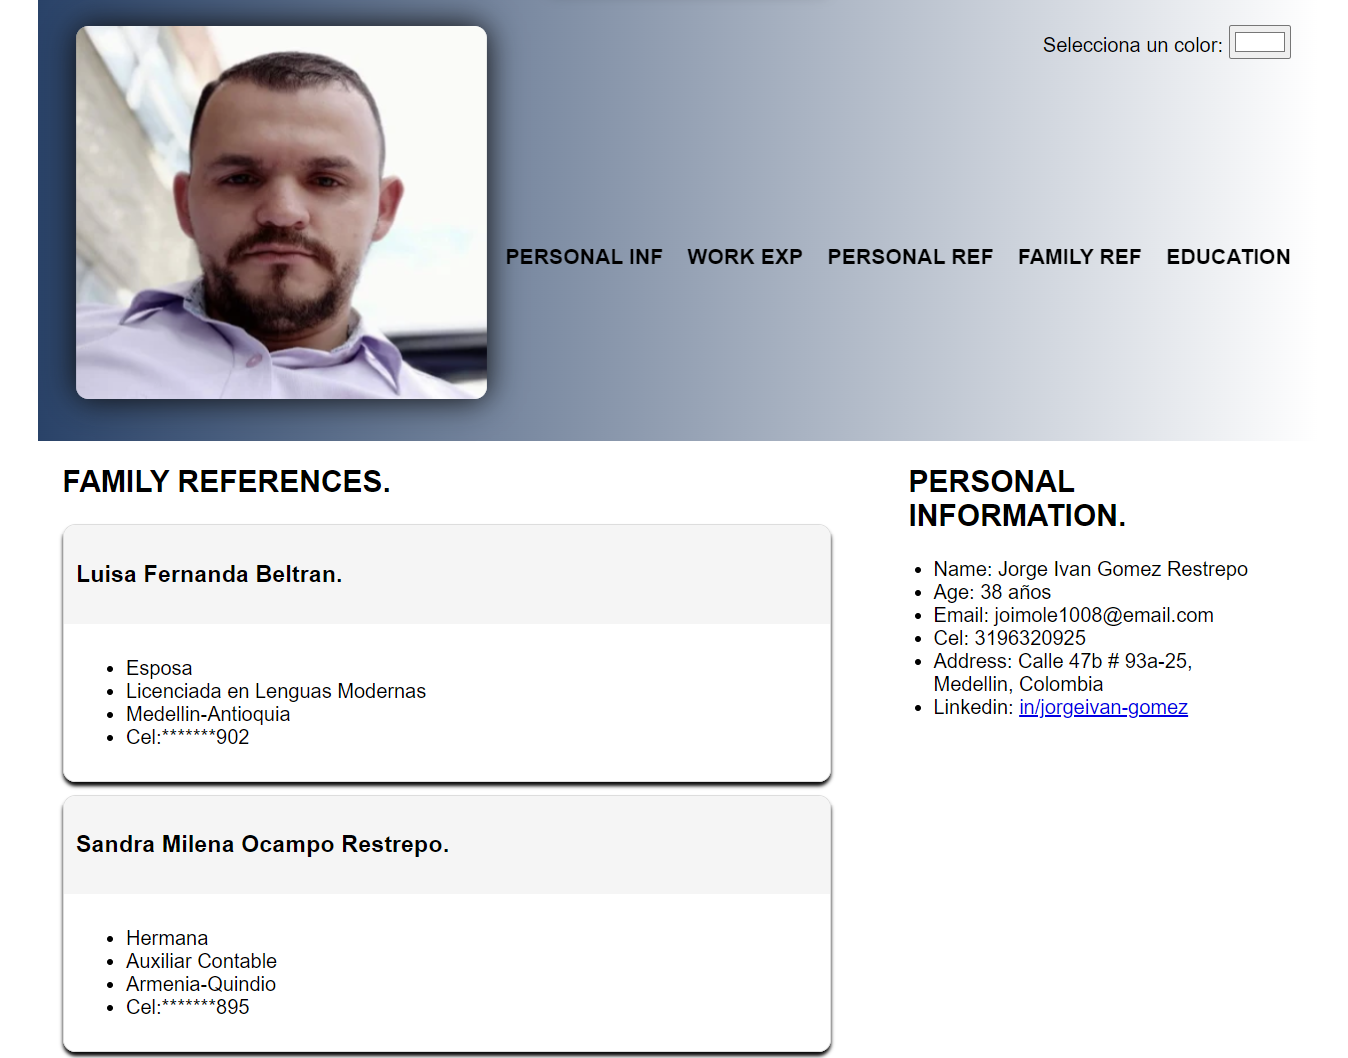 Selecciona un color:
PERSONAL INF WORK EXP PERSONAL REF FAMILY REF EDUCATION
FAMILY REFERENCES.
Luisa Fernanda Beltran.
Esposa
Licenciada en Lenguas Modernas
Medellin-Antioquia
Cel:*******902
Sandra Milena Ocampo Restrepo.
Hermana
Auxiliar Contable
Armenia-Quindio
Cel:*******895
PERSONAL
INFORMATION.
Name: Jorge Ivan Gomez Restrepo
Age: 38 años
Email: joimole1008@email.com
Cel: 3196320925
Address: Calle 47b # 93a-25,
Medellin, Colombia
Linkedin: in/jorgeivan-gomez